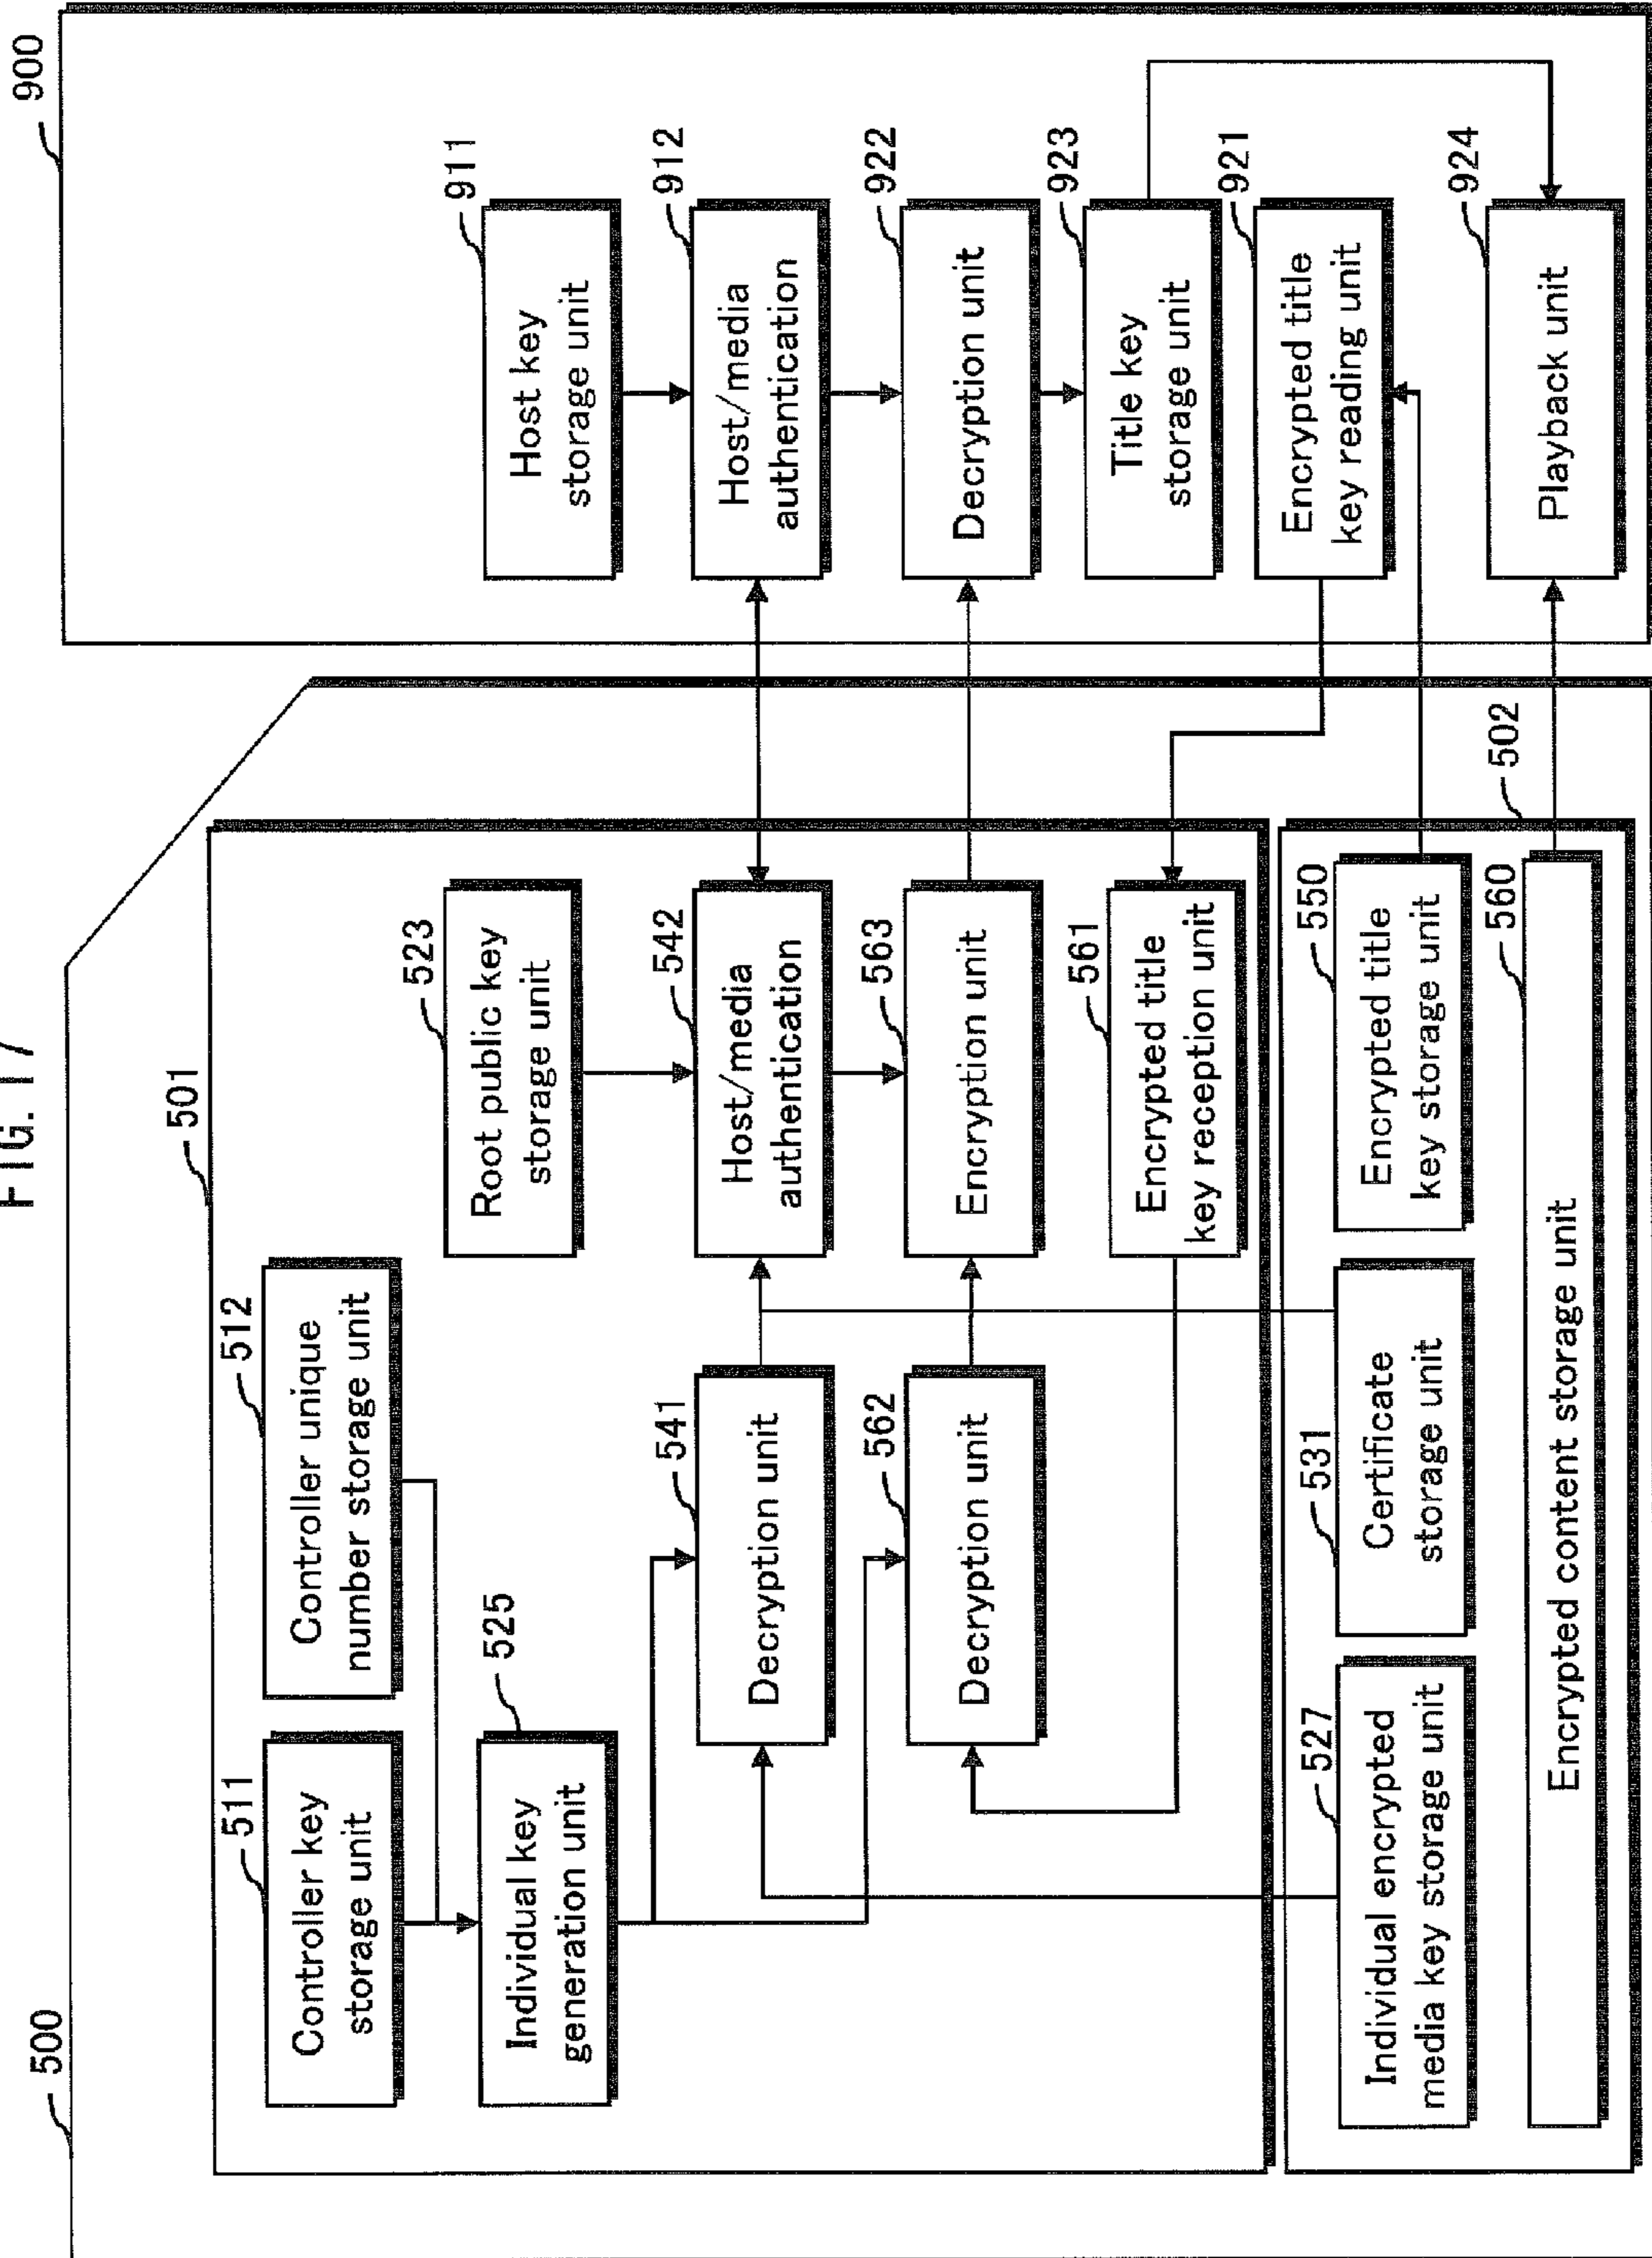 FIG. 17
500
900
501
511
Controller key
storage unit
512
Controller unique
number storage unit
525
Individual key
generation unit
523
Root public key
storage unit
541
Decryption unit
542
Host/media
authentication
562
Decryption unit
563
Encryption unit
561
Encrypted title
key reception unit
502
527
Individual encrypted
media key storage unit
531
Certificate
storage unit
550
Encrypted title
key storage unit
560
Encrypted content storage unit
911
Host key
storage unit
912
Host/media
authentication
922
Decryption unit
923
Title key
storage unit
921
Encrypted title
key reading unit
924
Playback unit